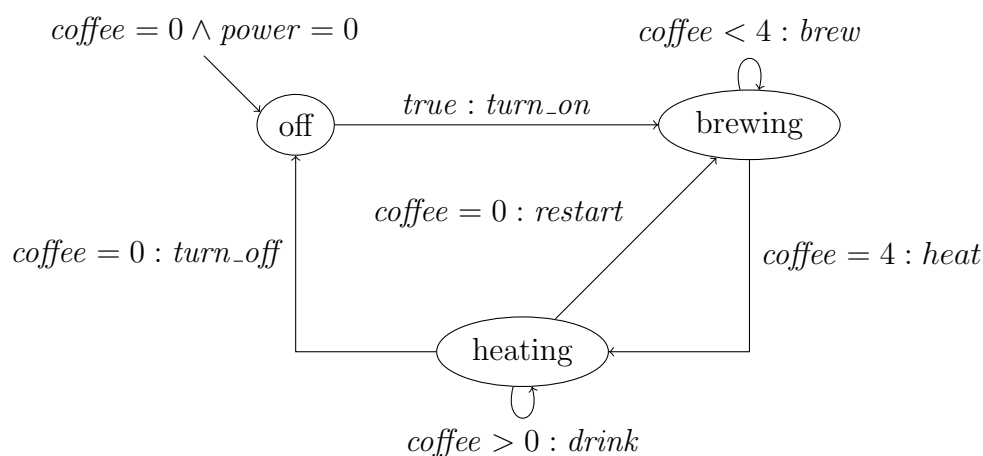 coffee = 0 ∧ power = 0
coffee < 4 : brew
off
true : turn_on
brewing
coffee = 0 : restart
coffee = 0 : turn_off
coffee = 4 : heat
heating
coffee > 0 : drink